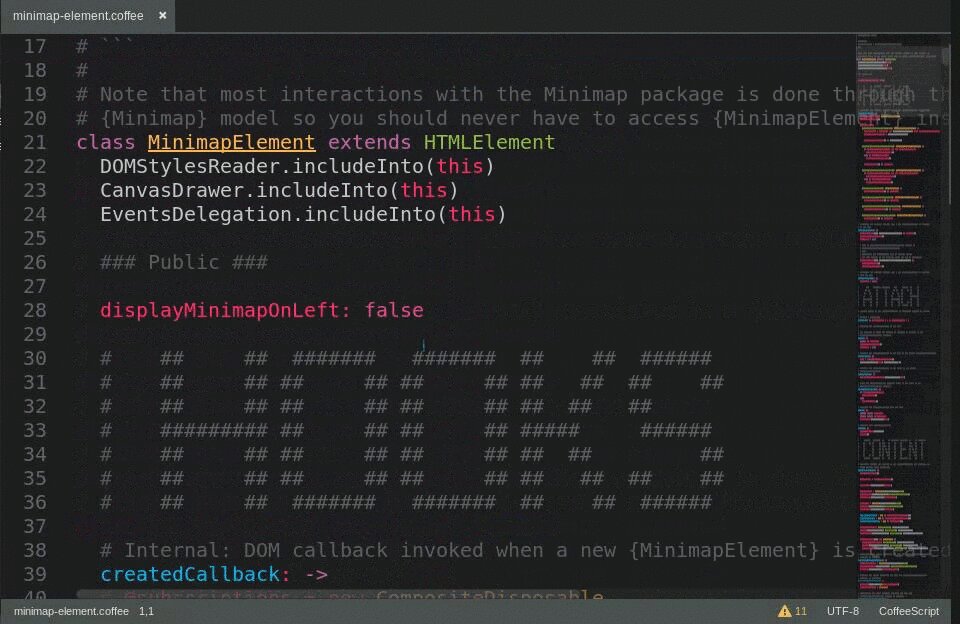 minimap-element.coffee ×
17 # ```
18 #
19 # Note that most interactions with the Minimap package is done through th
20 # {Minimap} model so you should never have to access {MinimapElement} ins
21 class MinimapElement extends HTMLElement
22   DOMStylesReader.includeInto(this)
23   CanvasDrawer.includeInto(this)
24   EventsDelegation.includeInto(this)
25
26   ### Public ###
27
28   displayMinimapOnLeft: false
29
30   #    ##     ##  #######   #######  ##    ##  ######
31   #    ##     ## ##     ## ##     ## ##   ##  ##    ##
32   #    ##     ## ##     ## ##     ## ##  ##   ##
33   #    ######### ##     ## ##     ## #####     ######
34   #    ##     ## ##     ## ##     ## ##  ##         ##
35   #    ##     ## ##     ## ##     ## ##   ##  ##    ##
36   #    ##     ##  #######   #######  ##    ##  ######
37
38   # Internal: DOM callback invoked when a new {MinimapElement} is created
39   createdCallback: ->
40     @subscriptions = new CompositeDisposable
ATTACH
CONTENT
minimap-element.coffee 1,1 11 UTF-8 CoffeeScript